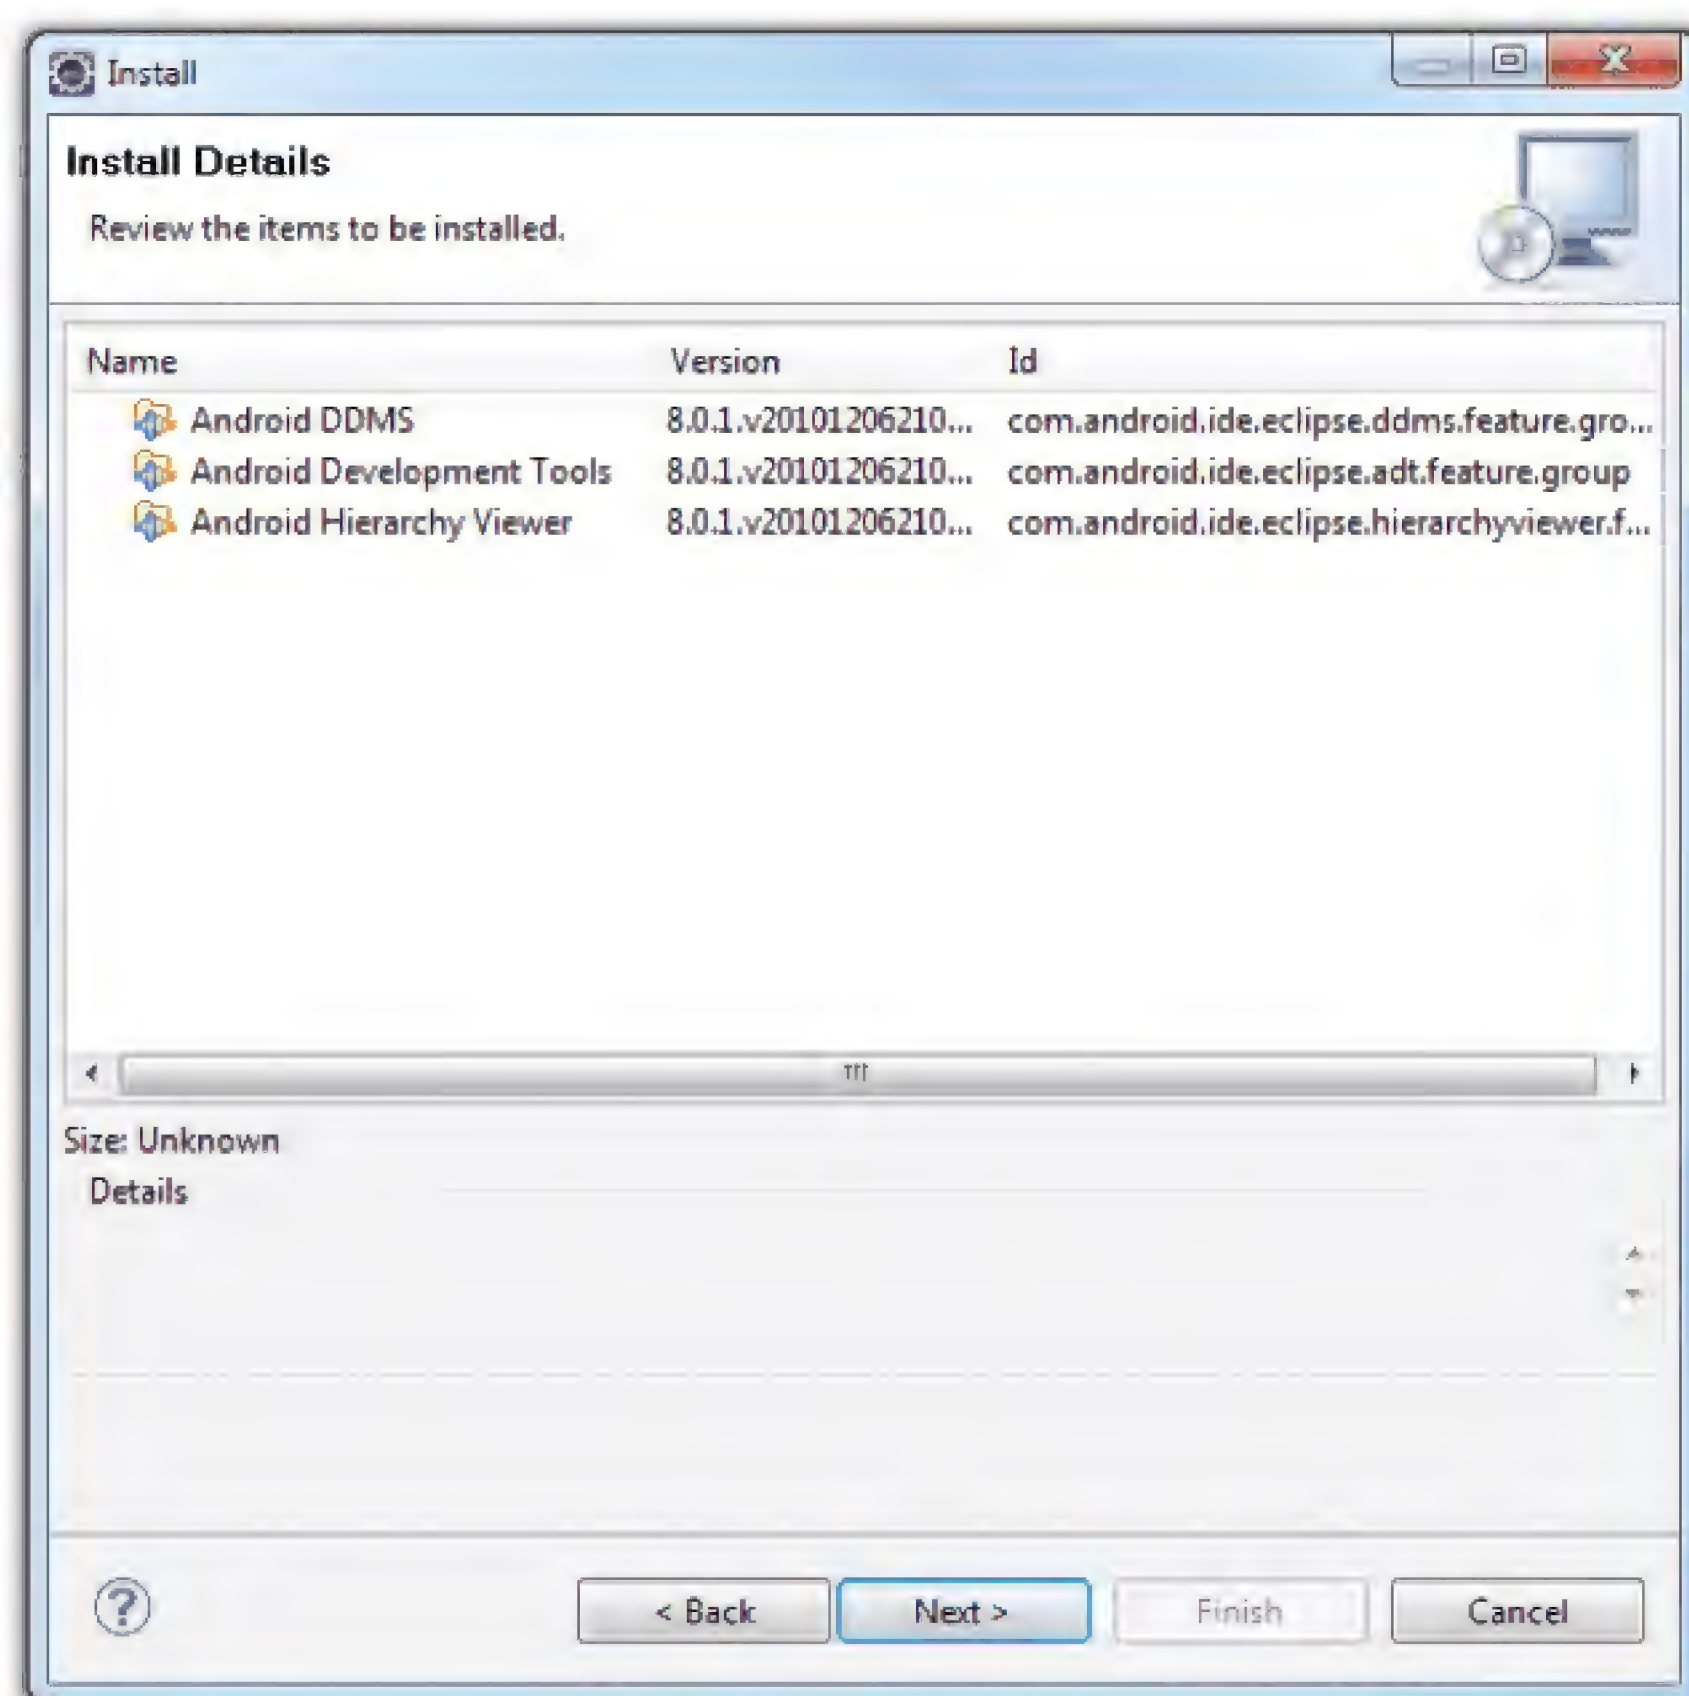 Install
Install Details
Review the items to be installed.
Name Version Id
Android DDMS 8.0.1.v20101206210... com.android.ide.eclipse.ddms.feature.gro...
Android Development Tools 8.0.1.v20101206210... com.android.ide.eclipse.adt.feature.group
Android Hierarchy Viewer 8.0.1.v20101206210... com.android.ide.eclipse.hierarchyviewer.f...
Size: Unknown
Details
? < Back Next > Finish Cancel